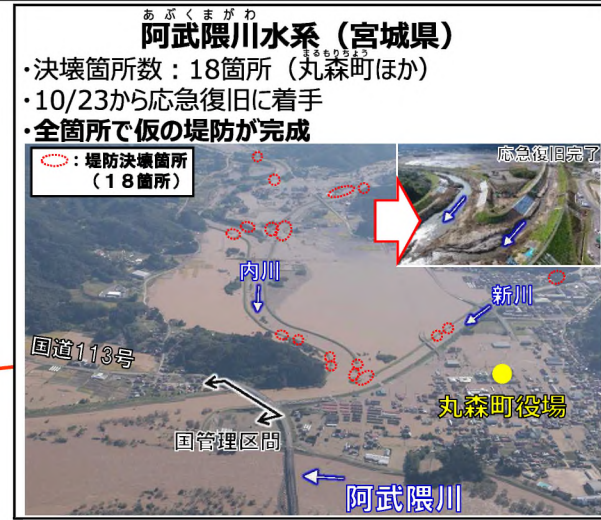 あぶくまがわ
阿武隈川水系（宮城県）
まるもりちょう
・決壊箇所数：18箇所（丸森町ほか）
・10/23から応急復旧に着手
・全箇所で仮の堤防が完成
：堤防決壊箇所
（１８箇所）
応急復旧完了
内川
新川
国道113号
丸森町役場
国管理区間
阿武隈川